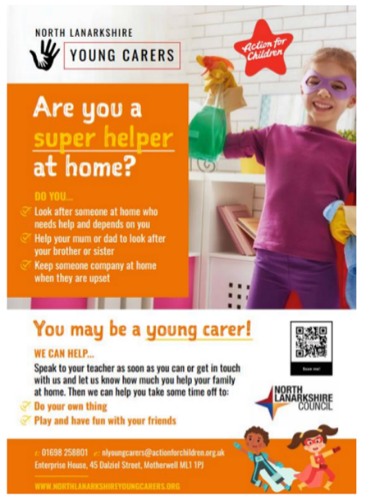 NORTH LANARKSHIRE
YOUNG CARERS
Action for
Children
Are you a
super helper
at home?
DO YOU...
Look after someone at home who
needs help and depends on you
Help your mum or dad to look after
your brother or sister
Keep someone company at home
when they are upset
You may be a young carer!
WE CAN HELP...
Speak to your teacher as soon as you can or get in touch
with us and let us know how much you help your family
at home. Then we can help you take some time off to:
Do your own thing
Play and have fun with your friends
Scan me!
NORTH
LANARKSHIRE
COUNCIL
t: 01698 258801 e: nlyoungcarers@actionforchildren.org.uk
Enterprise House, 45 Dalziel Street, Motherwell ML1 1PJ
WWW.NORTHLANARKSHIREYOUNGCARERS.ORG